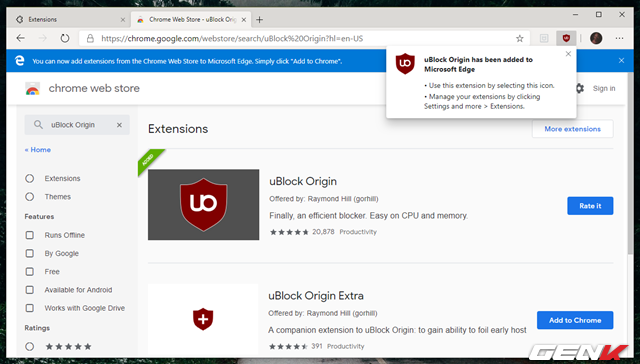 Extensions
Chrome Web Store - uBlock Origin
https://chrome.google.com/webstore/search/uBlock%20Origin?hl=en-US
You can now add extensions from the Chrome Web Store to Microsoft Edge. Simply click "Add to Chrome".
uBlock Origin has been added to
Microsoft Edge
• Use this extension by selecting this icon.
• Manage your extensions by clicking
Settings and more > Extensions.
chrome web store
Sign in
uBlock Origin
« Home
Extensions
Themes
Features
Runs Offline
By Google
Free
Available for Android
Works with Google Drive
Ratings
Extensions
More extensions
ADDED
uBlock Origin
Offered by: Raymond Hill (gorhill)
Finally, an efficient blocker. Easy on CPU and memory.
20,878 Productivity
Rate it
uBlock Origin Extra
Offered by: Raymond Hill (gorhill)
A companion extension to uBlock Origin: to gain ability to foil early host
391 Productivity
Add to Chrome
GENK